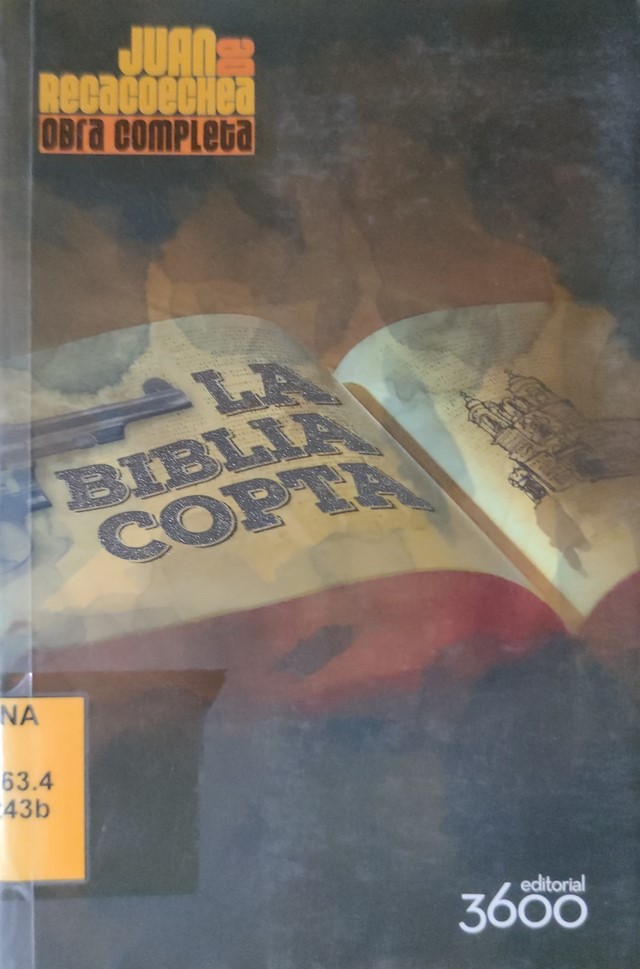 JUAN DE
Recacoechea
OBRA COMPLETA
LA
BIBLIA
COPTA
NA
63.4
43b
editorial
3600